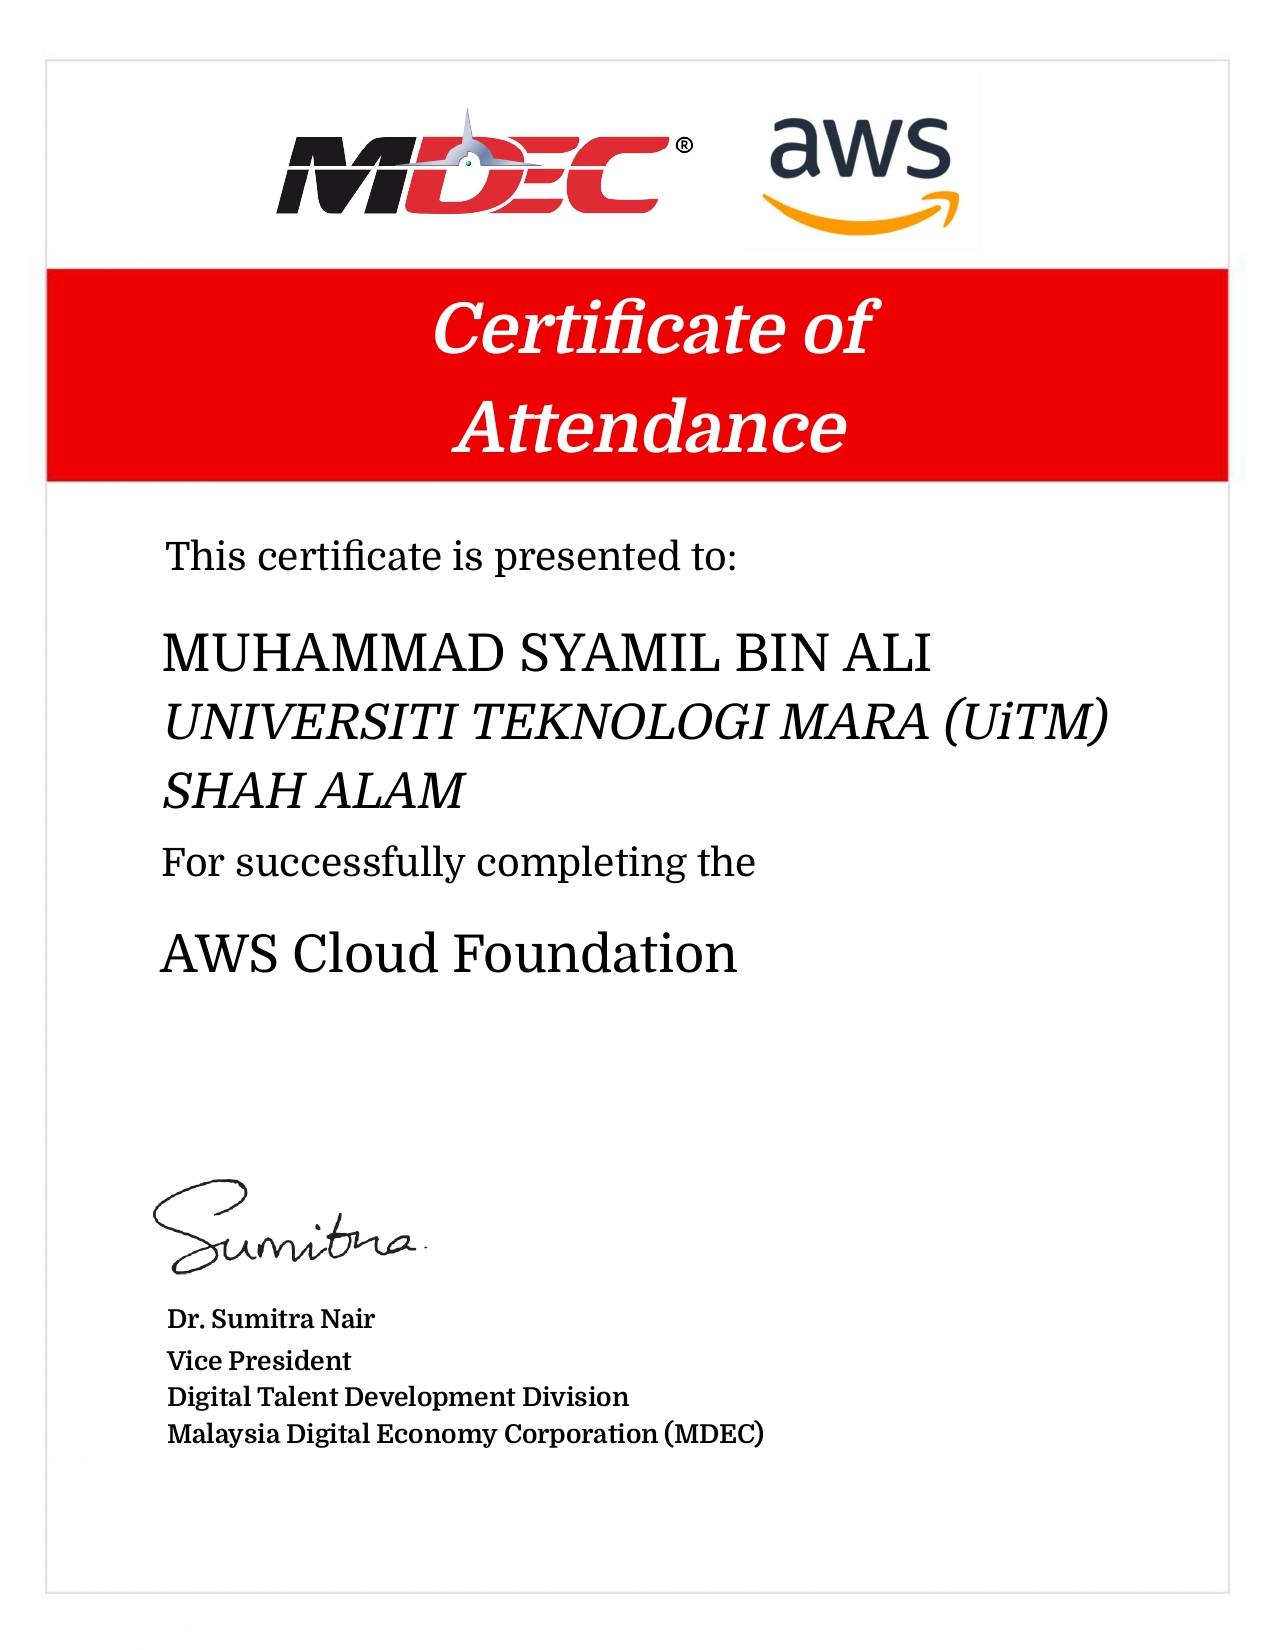 MDEC®
aws
Certificate of
Attendance
This certificate is presented to:
MUHAMMAD SYAMIL BIN ALI
UNIVERSITI TEKNOLOGI MARA (UiTM)
SHAH ALAM
For successfully completing the
AWS Cloud Foundation
Sumitra.
Dr. Sumitra Nair
Vice President
Digital Talent Development Division
Malaysia Digital Economy Corporation (MDEC)